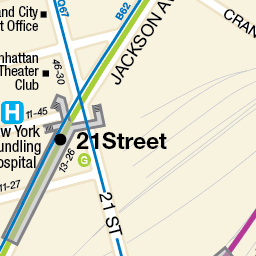 and City
t Office
Q67
B62
CRAN
JACKSON AV
nhattan
Theater
Club
46-30
H
11-45
ew York
undling
ospital
21Street
13-26
G
11-27
21 ST